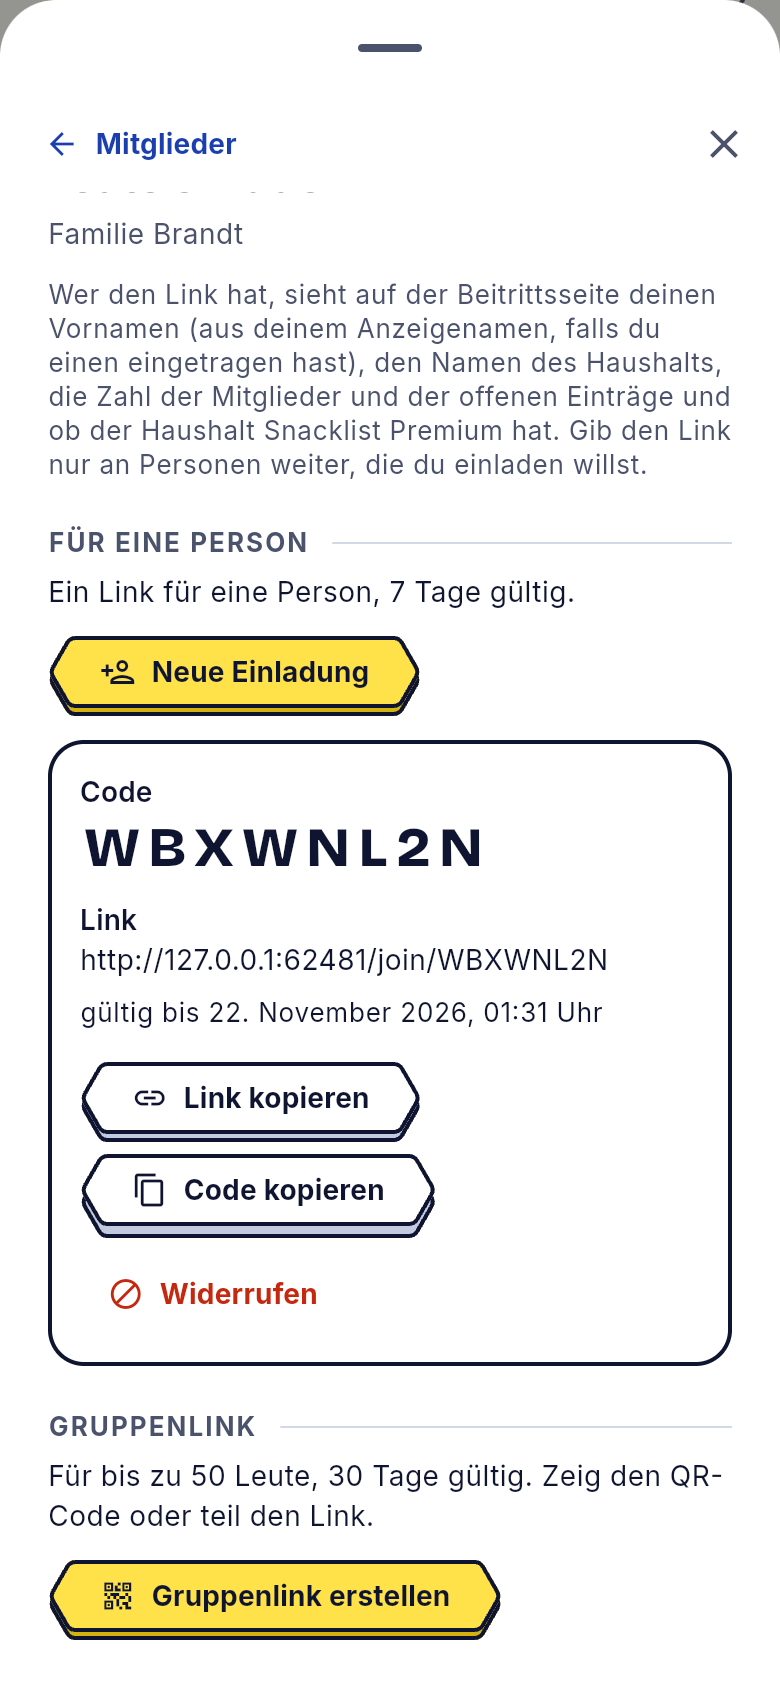 Mitglieder
Familie Brandt
Wer den Link hat, sieht auf der Beitrittsseite deinen
Vornamen (aus deinem Anzeigenamen, falls du
einen eingetragen hast), den Namen des Haushalts,
die Zahl der Mitglieder und der offenen Einträge und
ob der Haushalt Snacklist Premium hat. Gib den Link
nur an Personen weiter, die du einladen willst.
FÜR EINE PERSON
Ein Link für eine Person, 7 Tage gültig.
Neue Einladung
Code
WBXWNL2N
Link
http://127.0.0.1:62481/join/WBXWNL2N
gültig bis 22. November 2026, 01:31 Uhr
Link kopieren
Code kopieren
Widerrufen
GRUPPENLINK
Für bis zu 50 Leute, 30 Tage gültig. Zeig den QR-
Code oder teil den Link.
Gruppenlink erstellen